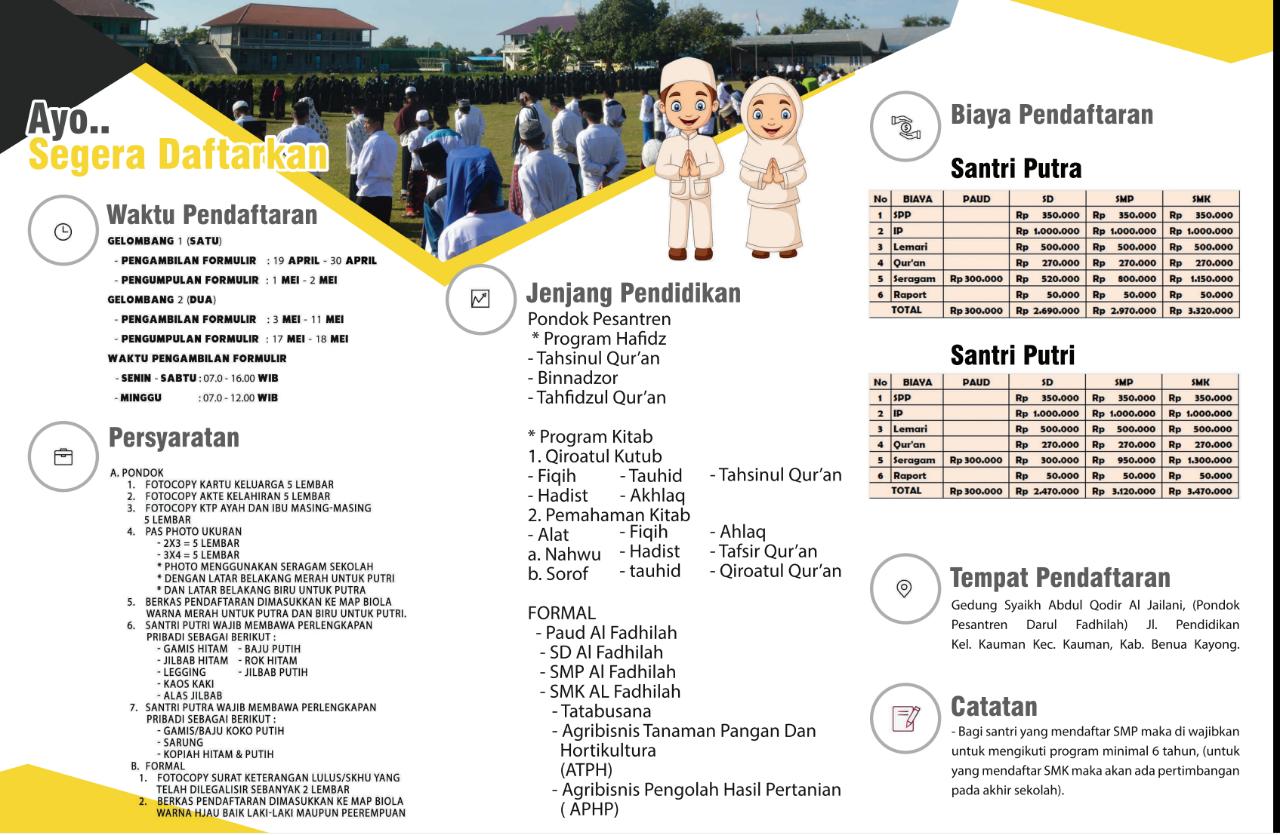 Ayo..
Segera Daftarkan
Waktu Pendaftaran
GELOMBANG 1 (SATU)
- PENGAMBILAN FORMULIR : 19 APRIL - 30 APRIL
- PENGUMPULAN FORMULIR : 1 MEI - 2 MEI
GELOMBANG 2 (DUA)
- PENGAMBILAN FORMULIR : 3 MEI - 11 MEI
- PENGUMPULAN FORMULIR : 17 MEI - 18 MEI
WAKTU PENGAMBILAN FORMULIR
- SENIN - SABTU : 07.0 - 16.00 WIB
- MINGGU : 07.0 - 12.00 WIB
Persyaratan
A. PONDOK
1. FOTOCOPY KARTU KELUARGA 5 LEMBAR
2. FOTOCOPY AKTE KELAHIRAN 5 LEMBAR
3. FOTOCOPY KTP AYAH DAN IBU MASING-MASING
5 LEMBAR
4. PAS PHOTO UKURAN
- 2X3 = 5 LEMBAR
- 3X4 = 5 LEMBAR
* PHOTO MENGGUNAKAN SERAGAM SEKOLAH
* DENGAN LATAR BELAKANG MERAH UNTUK PUTRI
* DAN LATAR BELAKANG BIRU UNTUK PUTRA
5. BERKAS PENDAFTARAN DIMASUKKAN KE MAP BIOLA
WARNA MERAH UNTUK PUTRA DAN BIRU UNTUK PUTRI.
6. SANTRI PUTRI WAJIB MEMBAWA PERLENGKAPAN
PRIBADI SEBAGAI BERIKUT :
- GAMIS HITAM - BAJU PUTIH
- JILBAB HITAM - ROK HITAM
- LEGGING - JILBAB PUTIH
- KAOS KAKI
- ALAS JILBAB
7. SANTRI PUTRA WAJIB MEMBAWA PERLENGKAPAN
PRIBADI SEBAGAI BERIKUT :
- GAMIS/BAJU KOKO PUTIH
- SARUNG
- KOPIAH HITAM & PUTIH
B. FORMAL
1. FOTOCOPY SURAT KETERANGAN LULUS/SKHU YANG
TELAH DILEGALISIR SEBANYAK 2 LEMBAR
2. BERKAS PENDAFTARAN DIMASUKKAN KE MAP BIOLA
WARNA HJAU BAIK LAKI-LAKI MAUPUN PEEREMPUAN
Jenjang Pendidikan
Pondok Pesantren
* Program Hafidz
- Tahsinul Qur'an
- Binnadzor
- Tahfidzul Qur'an
* Program Kitab
1. Qiroatul Kutub
- Fiqih - Tauhid - Tahsinul Qur'an
- Hadist - Akhlaq
2. Pemahaman Kitab
- Alat - Fiqih - Ahlaq
a. Nahwu - Hadist - Tafsir Qur'an
b. Sorof - tauhid - Qiroatul Qur'an
FORMAL
- Paud Al Fadhilah
- SD Al Fadhilah
- SMP Al Fadhilah
- SMK AL Fadhilah
- Tatabusana
- Agribisnis Tanaman Pangan Dan
Hortikultura
(ATPH)
- Agribisnis Pengolah Hasil Pertanian
( APHP)
Biaya Pendaftaran
Santri Putra
No BIAYA PAUD SD SMP SMK
1 SPP Rp 350.000 Rp 350.000 Rp 350.000
2 IP Rp 1.000.000 Rp 1.000.000 Rp 1.000.000
3 Lemari Rp 500.000 Rp 500.000 Rp 500.000
4 Qur'an Rp 270.000 Rp 270.000 Rp 270.000
5 Seragam Rp 300.000 Rp 520.000 Rp 800.000 Rp 1.150.000
6 Raport Rp 50.000 Rp 50.000 Rp 50.000
TOTAL Rp 300.000 Rp 2.690.000 Rp 2.970.000 Rp 3.320.000
Santri Putri
No BIAYA PAUD SD SMP SMK
1 SPP Rp 350.000 Rp 350.000 Rp 350.000
2 IP Rp 1.000.000 Rp 1.000.000 Rp 1.000.000
3 Lemari Rp 500.000 Rp 500.000 Rp 500.000
4 Qur'an Rp 270.000 Rp 270.000 Rp 270.000
5 Seragam Rp 300.000 Rp 300.000 Rp 950.000 Rp 1.300.000
6 Raport Rp 50.000 Rp 50.000 Rp 50.000
TOTAL Rp 300.000 Rp 2.470.000 Rp 3.120.000 Rp 3.470.000
Tempat Pendaftaran
Gedung Syaikh Abdul Qodir Al Jailani, (Pondok
Pesantren Darul Fadhilah) Jl. Pendidikan
Kel. Kauman Kec. Kauman, Kab. Benua Kayong.
Catatan
- Bagi santri yang mendaftar SMP maka di wajibkan
untuk mengikuti program minimal 6 tahun, (untuk
yang mendaftar SMK maka akan ada pertimbangan
pada akhir sekolah).